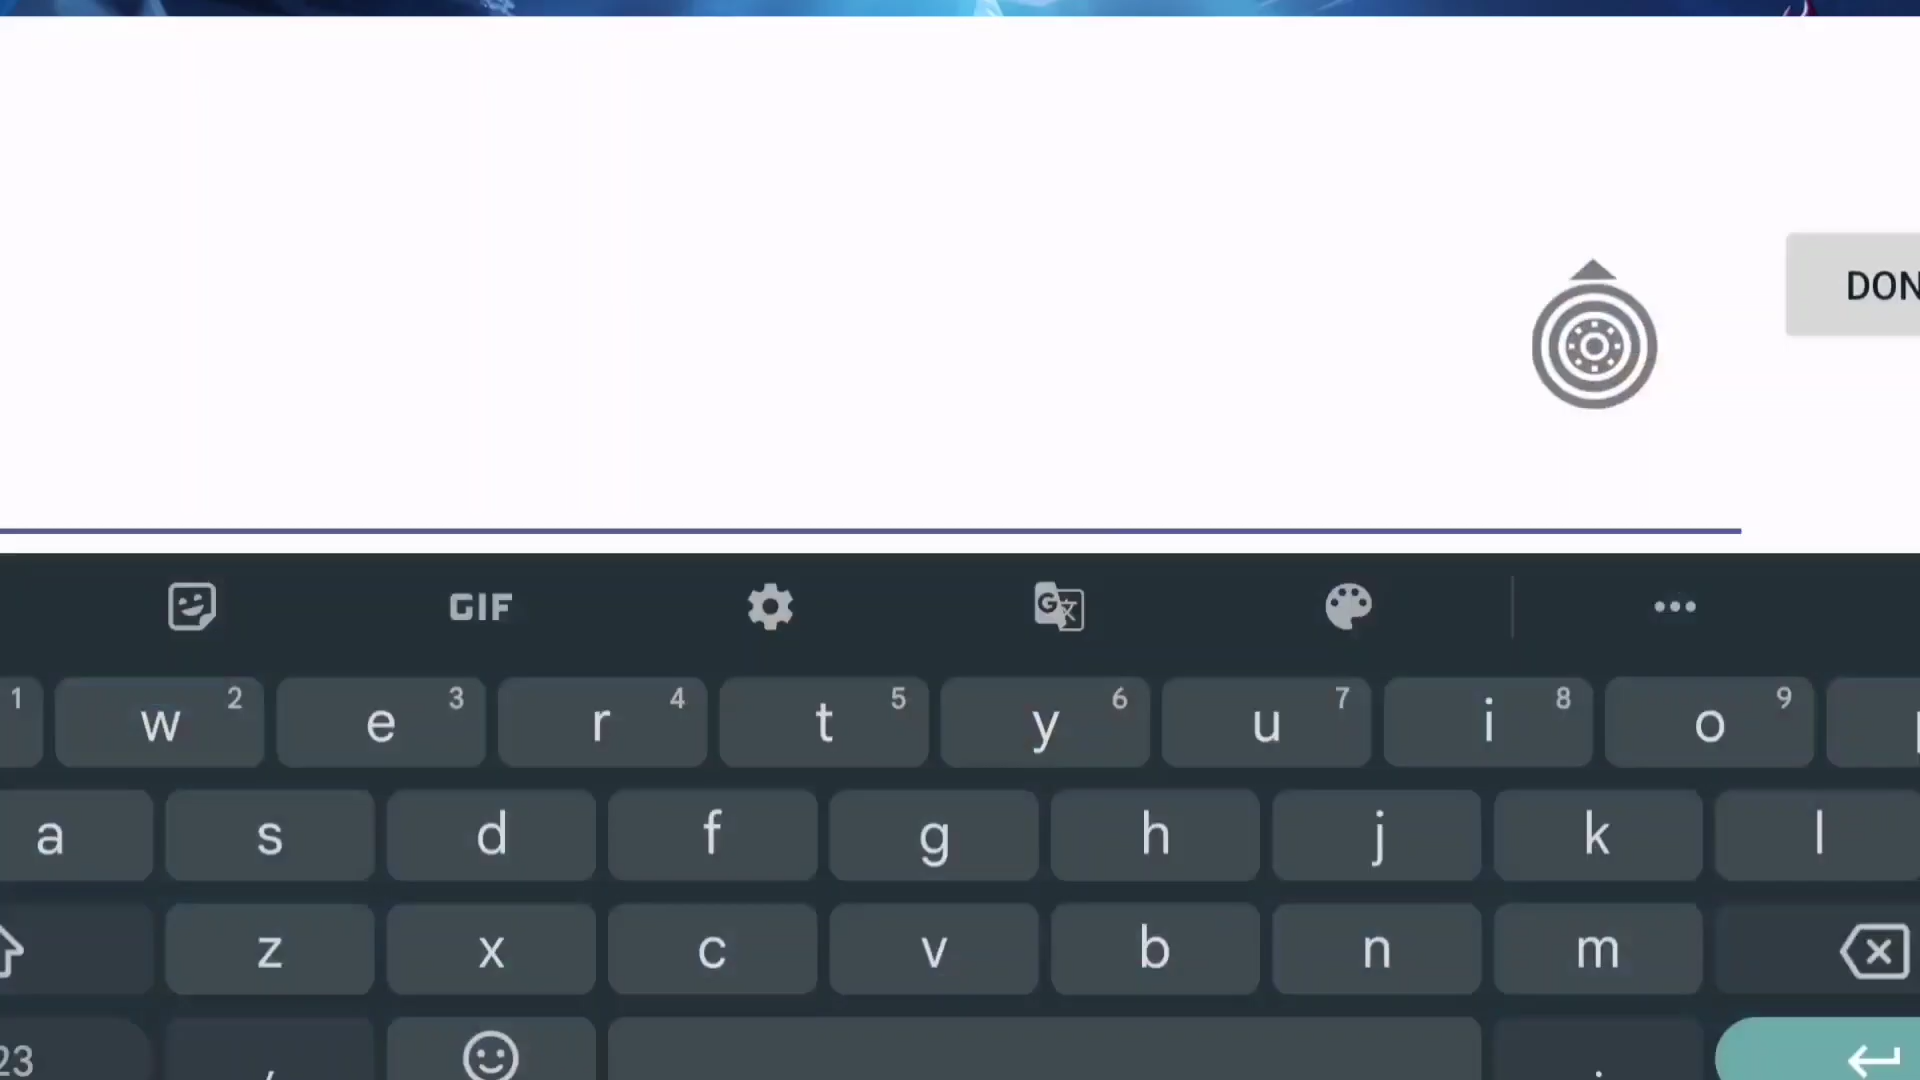 DON
GIF G
1 w 2 e 3 r 4 t 5 y 6 u 7 i 8 o 9
a s d f g h j k l
z x c v b n m
23 , .